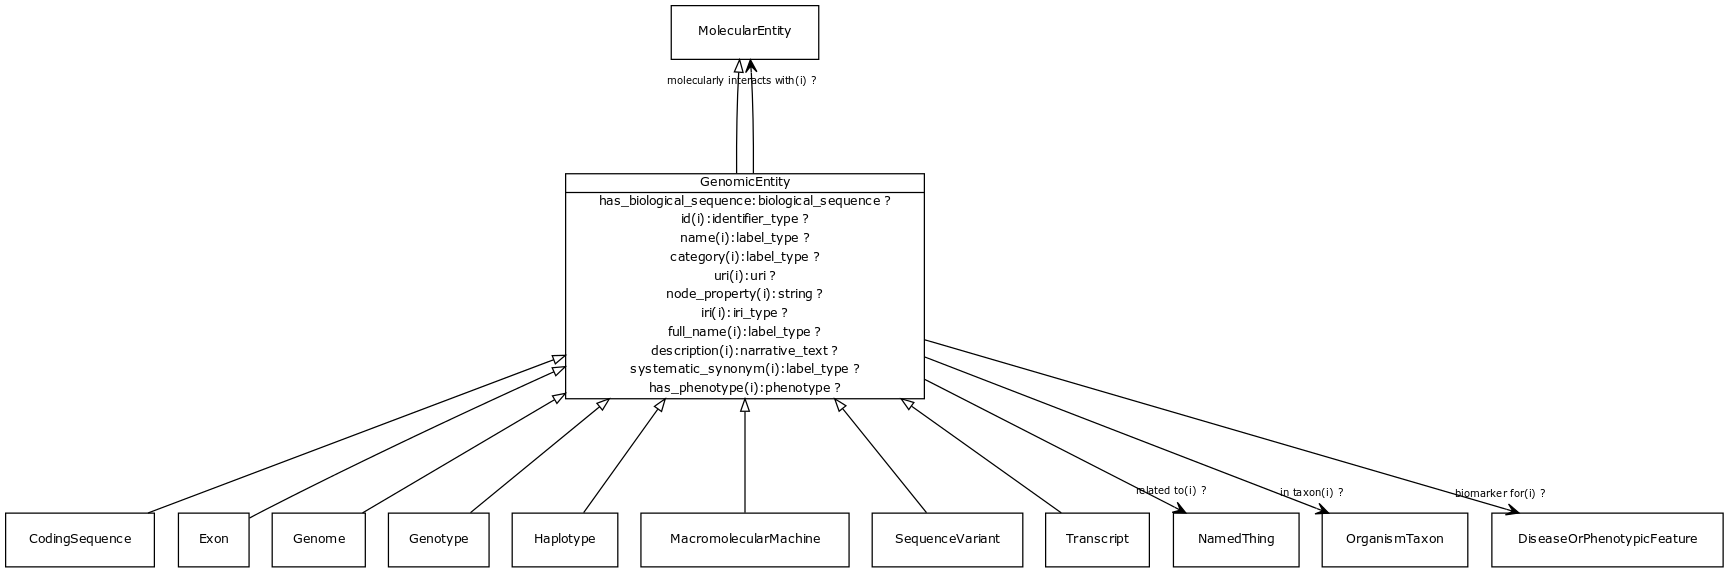 MolecularEntity
molecularly interacts with(i) ?
GenomicEntity
has_biological_sequence:biological_sequence ?
id(i):identifier_type ?
name(i):label_type ?
category(i):label_type ?
uri(i):uri ?
node_property(i):string ?
iri(i):iri_type ?
full_name(i):label_type ?
description(i):narrative_text ?
systematic_synonym(i):label_type ?
has_phenotype(i):phenotype ?
related to(i) ?
in taxon(i) ?
biomarker for(i) ?
CodingSequence
Exon
Genome
Genotype
Haplotype
MacromolecularMachine
SequenceVariant
Transcript
NamedThing
OrganismTaxon
DiseaseOrPhenotypicFeature